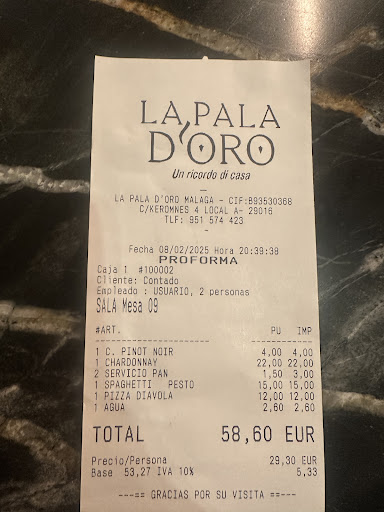 LA PALA
D'ORO
Un ricordo di casa
LA PALA D'ORO MALAGA - CIF:B93530368
C/KEROMNES 4 LOCAL A- 29016
TLF: 951 574 423
-
Fecha 08/02/2025 Hora 20:39:38
PROFORMA
Caja 1 #100002
Cliente: Contado
Empleado : USUARIO, 2 personas
SALA Mesa 09
#ART. PU IMP
1 C. PINOT NOIR 4,00 4,00
1 CHARDONNAY 22,00 22,00
2 SERVICIO PAN 1,50 3,00
1 SPAGHETTI PESTO 15,00 15,00
1 PIZZA DIAVOLA 12,00 12,00
1 AGUA 2,60 2,60
TOTAL 58,60 EUR
Precio/Persona 29,30 EUR
Base 53,27 IVA 10% 5,33
---== GRACIAS POR SU VISITA ==---